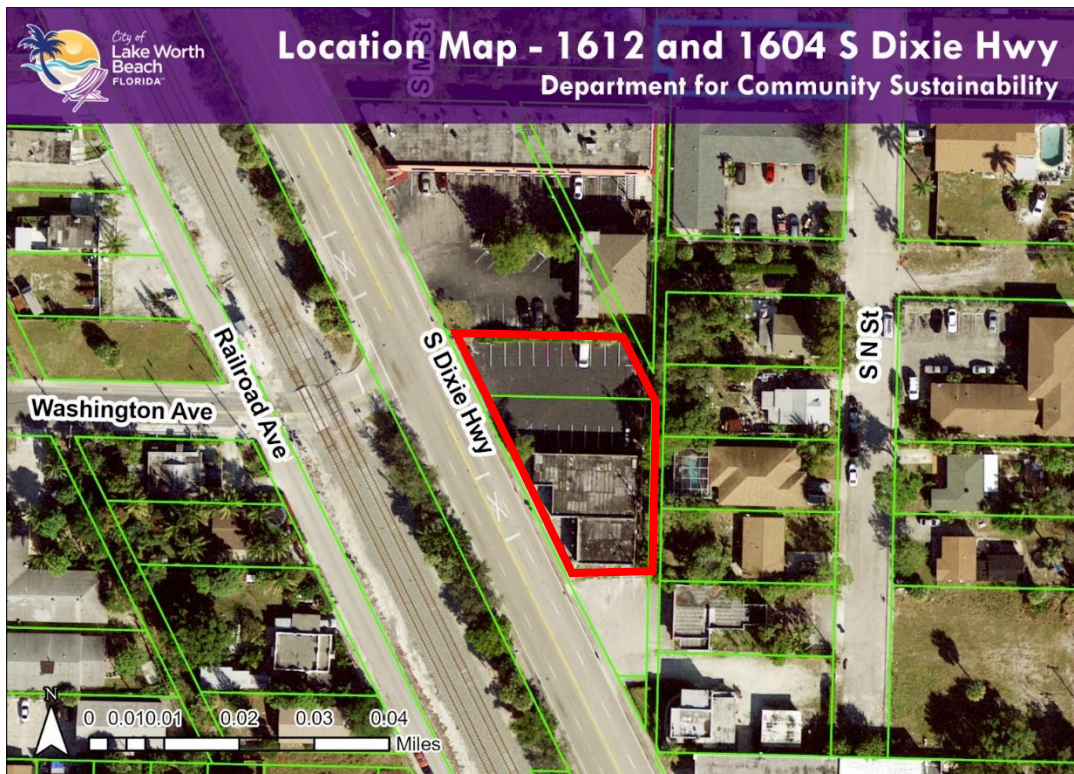 City of
Lake Worth
Beach
FLORIDA™
Location Map - 1612 and 1604 S Dixie Hwy
Department for Community Sustainability
S M St
S N St
S Dixie Hwy
Railroad Ave
Washington Ave
N
0 0.010.01 0.02 0.03 0.04
Miles